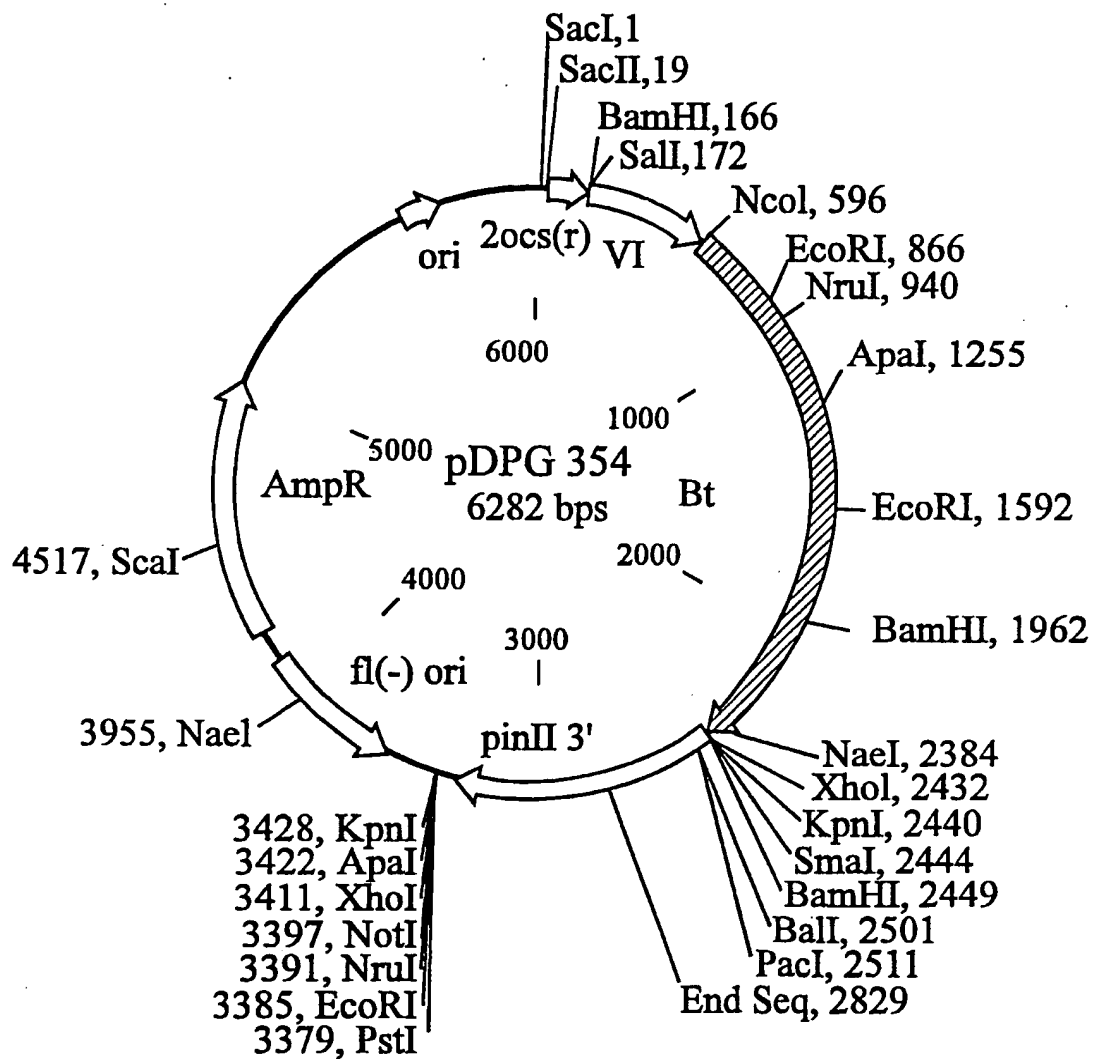 SacI,1
SacII,19
BamHI,166
SalI,172
NcoI, 596
EcoRI, 866
NruI, 940
ApaI, 1255
EcoRI, 1592
BamHI, 1962
NaeI, 2384
XhoI, 2432
KpnI, 2440
SmaI, 2444
BamHI, 2449
BalI, 2501
PacI, 2511
End Seq, 2829
3379, PstI
3385, EcoRI
3391, NruI
3397, NotI
3411, XhoI
3422, ApaI
3428, KpnI
3955, NaeI
4517, ScaI
ori
2ocs(r)
VI
Bt
pinII 3'
fl(-) ori
AmpR
6000
1000
2000
3000
4000
5000
pDPG 354
6282 bps